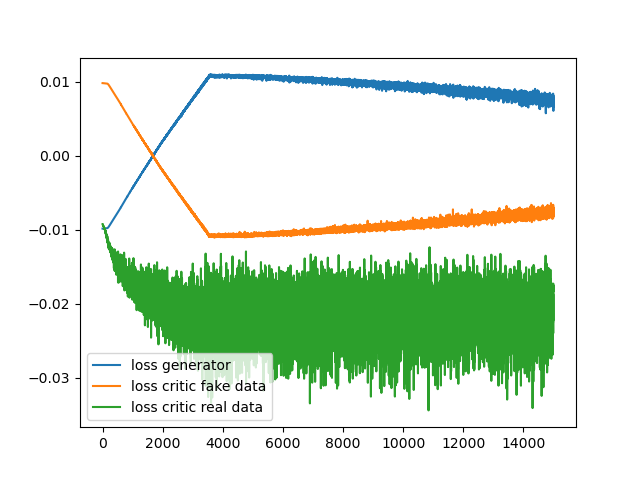 0.01
0.00
−0.01
−0.02
−0.03
loss generator
loss critic fake data
loss critic real data
0 2000 4000 6000 8000 10000 12000 14000